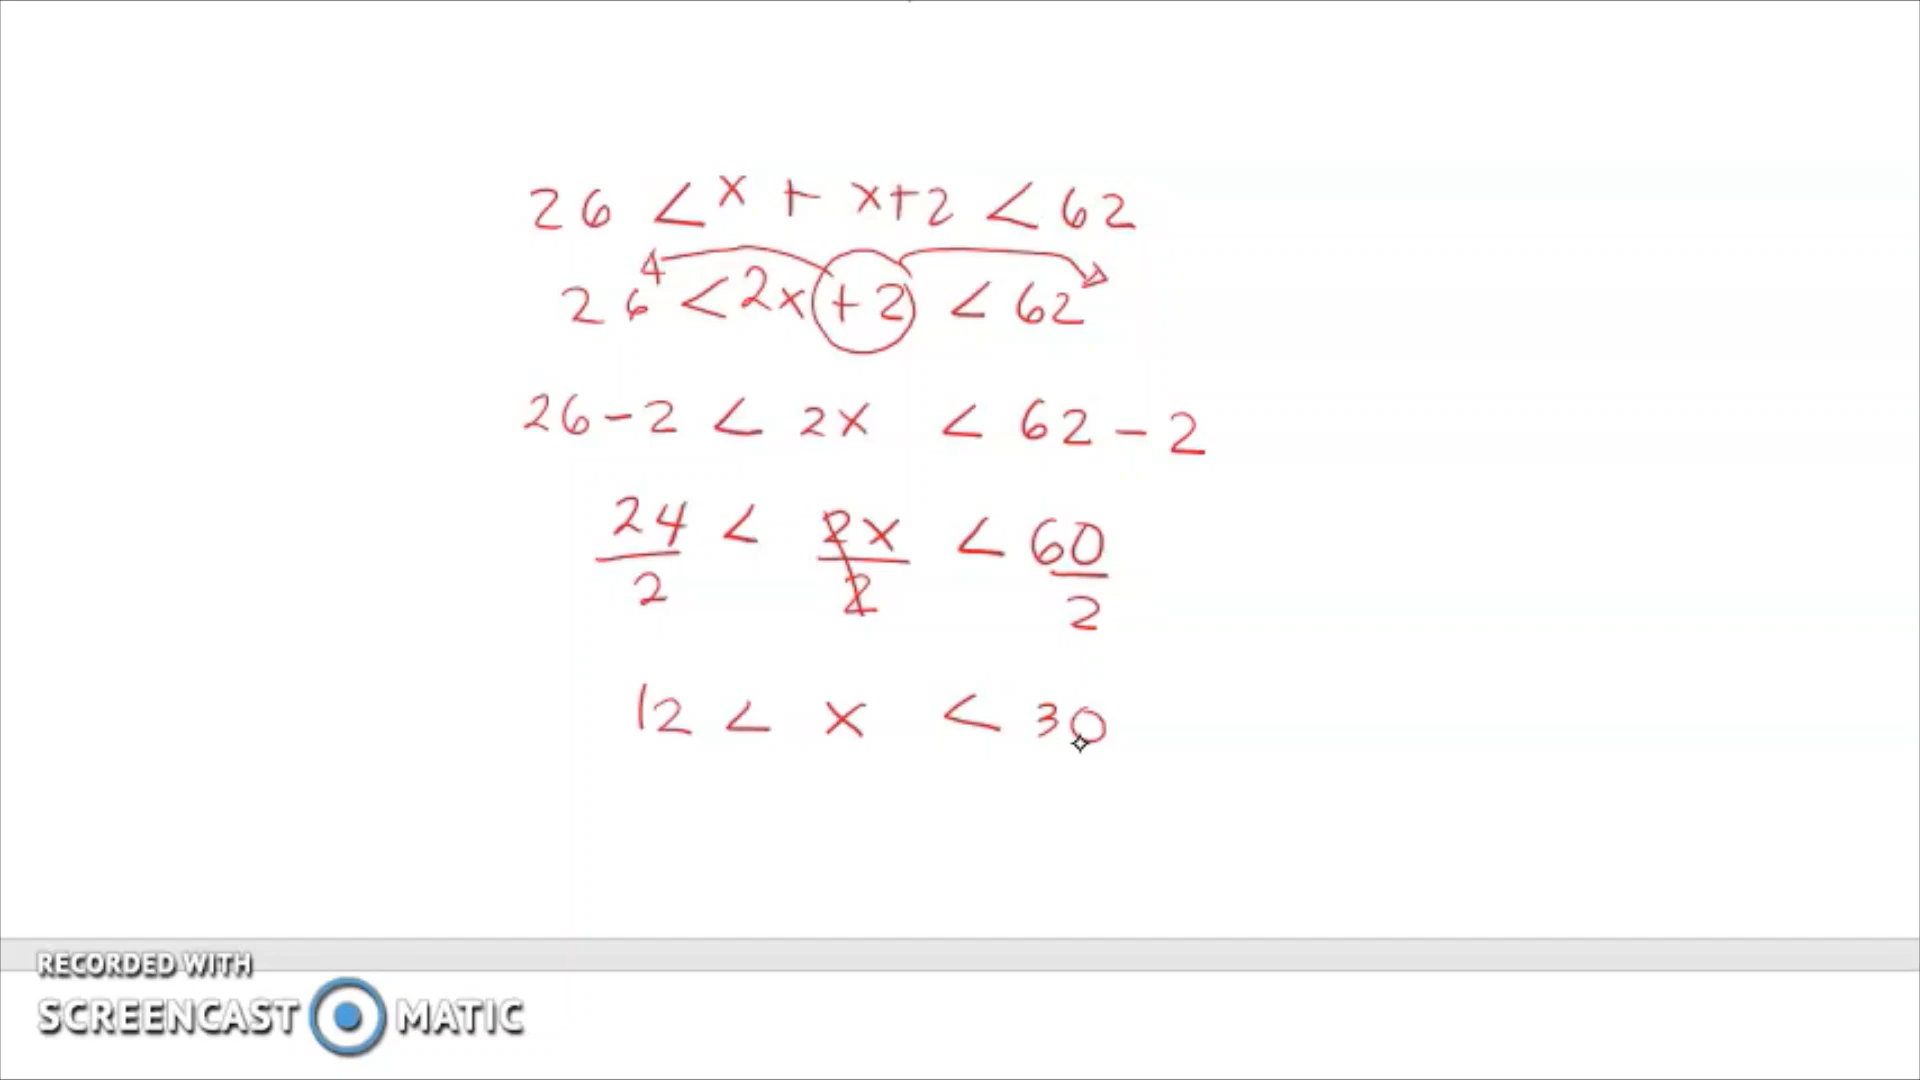 26 < x + x+2 < 62
26 < 2x +2 < 62
26-2 < 2x < 62-2
24/2 < 2x/2 < 60/2
12 < x < 30
RECORDED WITH
SCREENCAST MATIC